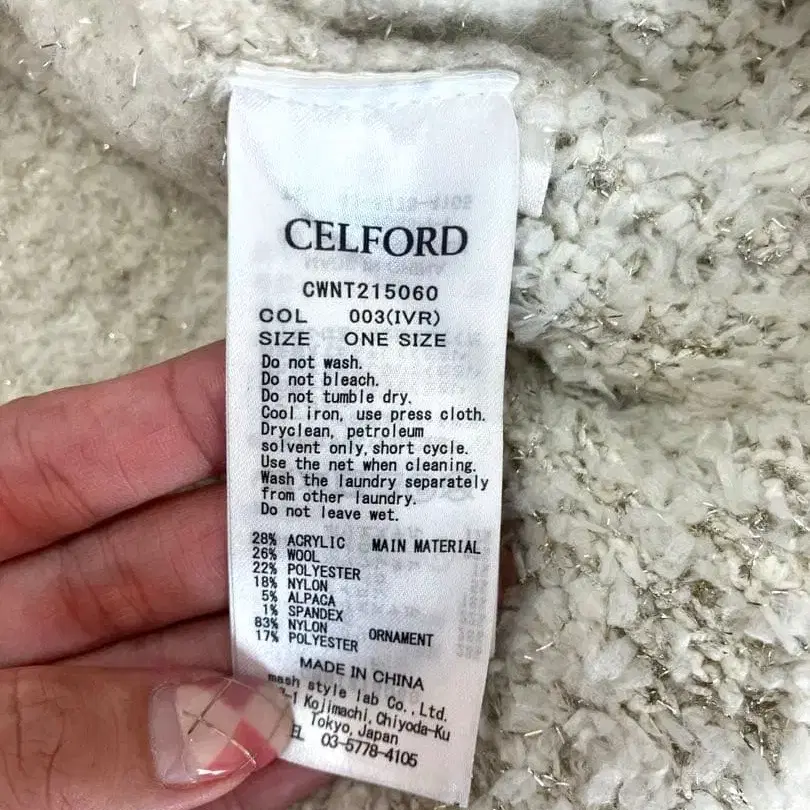 CELFORD
CWNT215060
COL 003(IVR)
SIZE ONE SIZE
Do not wash.
Do not bleach.
Do not tumble dry.
Cool iron, use press cloth.
Dryclean, petroleum
solvent only, short cycle.
Use the net when cleaning.
Wash the laundry separately
from other laundry.
Do not leave wet.
28% ACRYLIC MAIN MATERIAL
26% WOOL
22% POLYESTER
18% NYLON
5% ALPACA
1% SPANDEX
83% NYLON ORNAMENT
17% POLYESTER
MADE IN CHINA
mash style lab Co., Ltd.
Kojimachi, Chiyoda-Ku
Tokyo, Japan
03-5778-4105